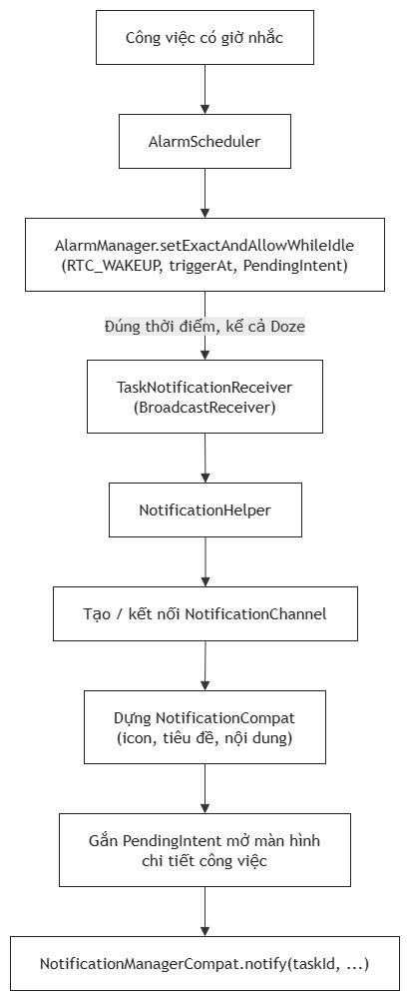 Công việc có giờ nhắc
AlarmScheduler
AlarmManager.setExactAndAllowWhileIdle
(RTC_WAKEUP, triggerAt, PendingIntent)
Đúng thời điểm, kể cả Doze
TaskNotificationReceiver
(BroadcastReceiver)
NotificationHelper
Tạo / kết nối NotificationChannel
Dựng NotificationCompat
(icon, tiêu đề, nội dung)
Gắn PendingIntent mở màn hình
chi tiết công việc
NotificationManagerCompat.notify(taskId, ...)